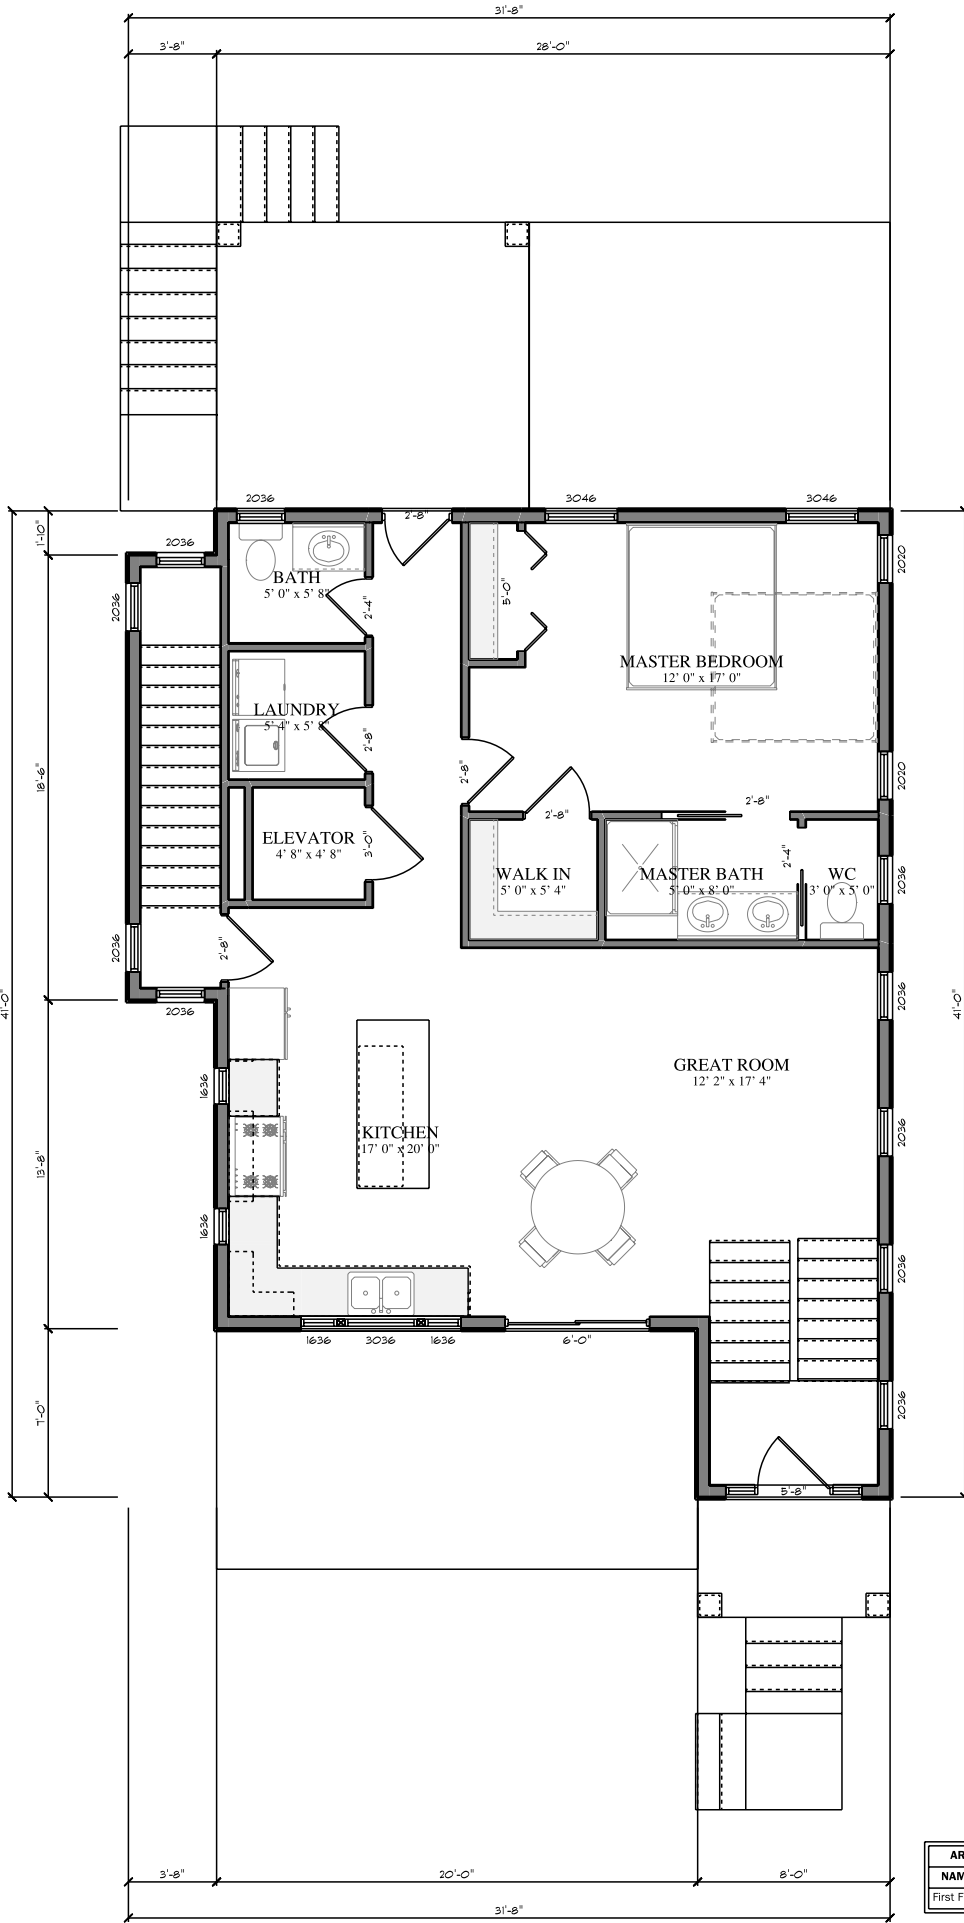 31'-8"
3'-8"
28'-0"
2036
2'-8"
3046
3046
1'-10"
2036
2020
2036
BATH
5' 0" x 5' 8"
2'-4"
5'-0"
MASTER BEDROOM
12' 0" x 17' 0"
LAUNDRY
5' 4" x 5' 8"
2'-8"
2'-8"
2020
18'-6"
2'-8"
2'-8"
ELEVATOR
4' 8" x 4' 8"
3'-0"
2'-4"
WALK IN
5' 0" x 5' 4"
MASTER BATH
5' 0" x 8' 0"
WC
3' 0" x 5' 0"
2036
2036
2'-8"
2036
2036
41'-0"
41'-0"
GREAT ROOM
12' 2" x 17' 4"
1636
KITCHEN
17' 0" x 20' 0"
2036
13'-8"
1636
2036
1636
3036
1636
6'-0"
7'-0"
2036
5'-8"
AR
NAM
First F
3'-8"
20'-0"
8'-0"
31'-8"